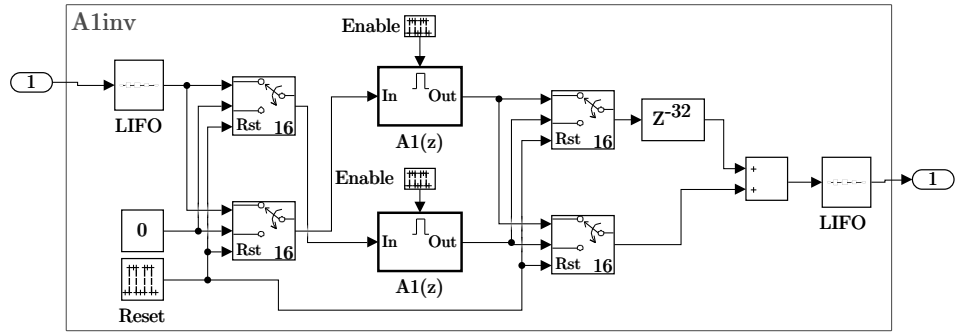 A1inv
Enable
1
LIFO
Rst 16
In Out
A1(z)
Rst 16
Z-32
Enable
+
+
1
LIFO
0
Rst 16
In Out
A1(z)
Rst 16
Reset